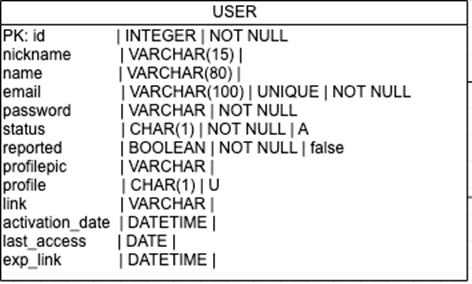 USER
PK: id | INTEGER | NOT NULL
nickname | VARCHAR(15) |
name | VARCHAR(80) |
email | VARCHAR(100) | UNIQUE | NOT NULL
password | VARCHAR | NOT NULL
status | CHAR(1) | NOT NULL | A
reported | BOOLEAN | NOT NULL | false
profilepic | VARCHAR |
profile | CHAR(1) | U
link | VARCHAR |
activation_date | DATETIME |
last_access | DATE |
exp_link | DATETIME |